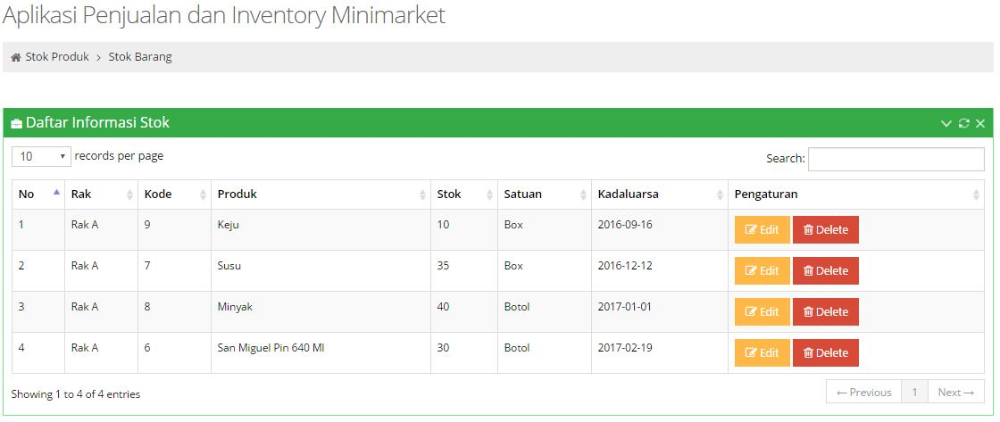 Aplikasi Penjualan dan Inventory Minimarket
Stok Produk > Stok Barang
Daftar Informasi Stok
10 records per page Search:
No Rak Kode Produk Stok Satuan Kadaluarsa Pengaturan
1 Rak A 9 Keju 10 Box 2016-09-16 Edit Delete
2 Rak A 7 Susu 35 Box 2016-12-12 Edit Delete
3 Rak A 8 Minyak 40 Botol 2017-01-01 Edit Delete
4 Rak A 6 San Miguel Pin 640 Ml 30 Botol 2017-02-19 Edit Delete
Showing 1 to 4 of 4 entries ← Previous 1 Next →